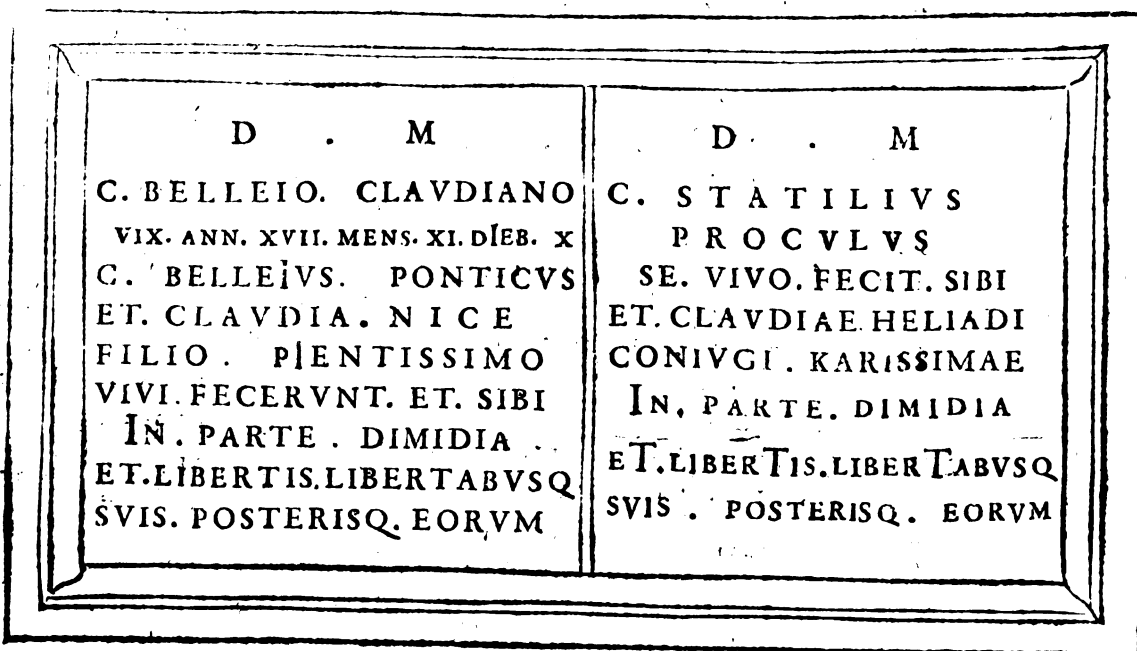 D . M
C. BELLEIO. CLAVDIANO
VIX. ANN. XVII. MENS. XI. DIEB. X
C. BELLEIVS. PONTICVS
ET. CLAVDIA. NICE
FILIO. PIENTISSIMO
VIVI. FECERVNT. ET. SIBI
IN. PARTE. DIMIDIA
ET. LIBERTIS. LIBERTABVSQ
SVIS. POSTERISQ. EORVM
D . M
C. STATILIVS
PROCVLVS
SE. VIVO. FECIT. SIBI
ET. CLAVDIAE HELIADI
CONIVGI. KARISSIMAE
IN. PARTE. DIMIDIA
ET. LIBERTIS. LIBERTABVSQ
SVIS. POSTERISQ. EORVM